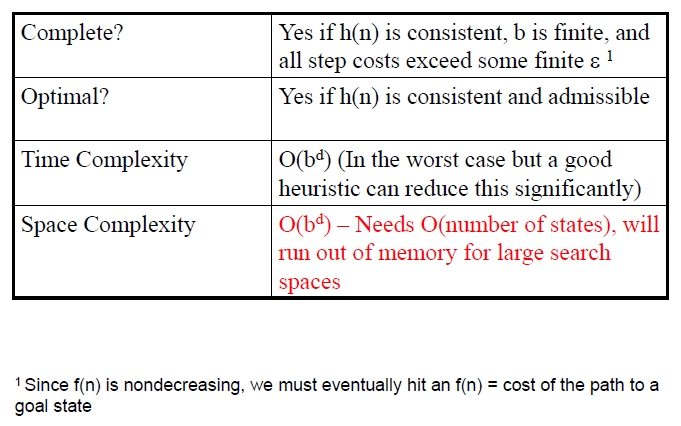 Complete?
Yes if h(n) is consistent, b is finite, and
all step costs exceed some finite ε ¹
Optimal?
Yes if h(n) is consistent and admissible
Time Complexity
O(bᵈ) (In the worst case but a good
heuristic can reduce this significantly)
Space Complexity
O(bᵈ) – Needs O(number of states), will
run out of memory for large search
spaces
¹ Since f(n) is nondecreasing, we must eventually hit an f(n) = cost of the path to a
goal state